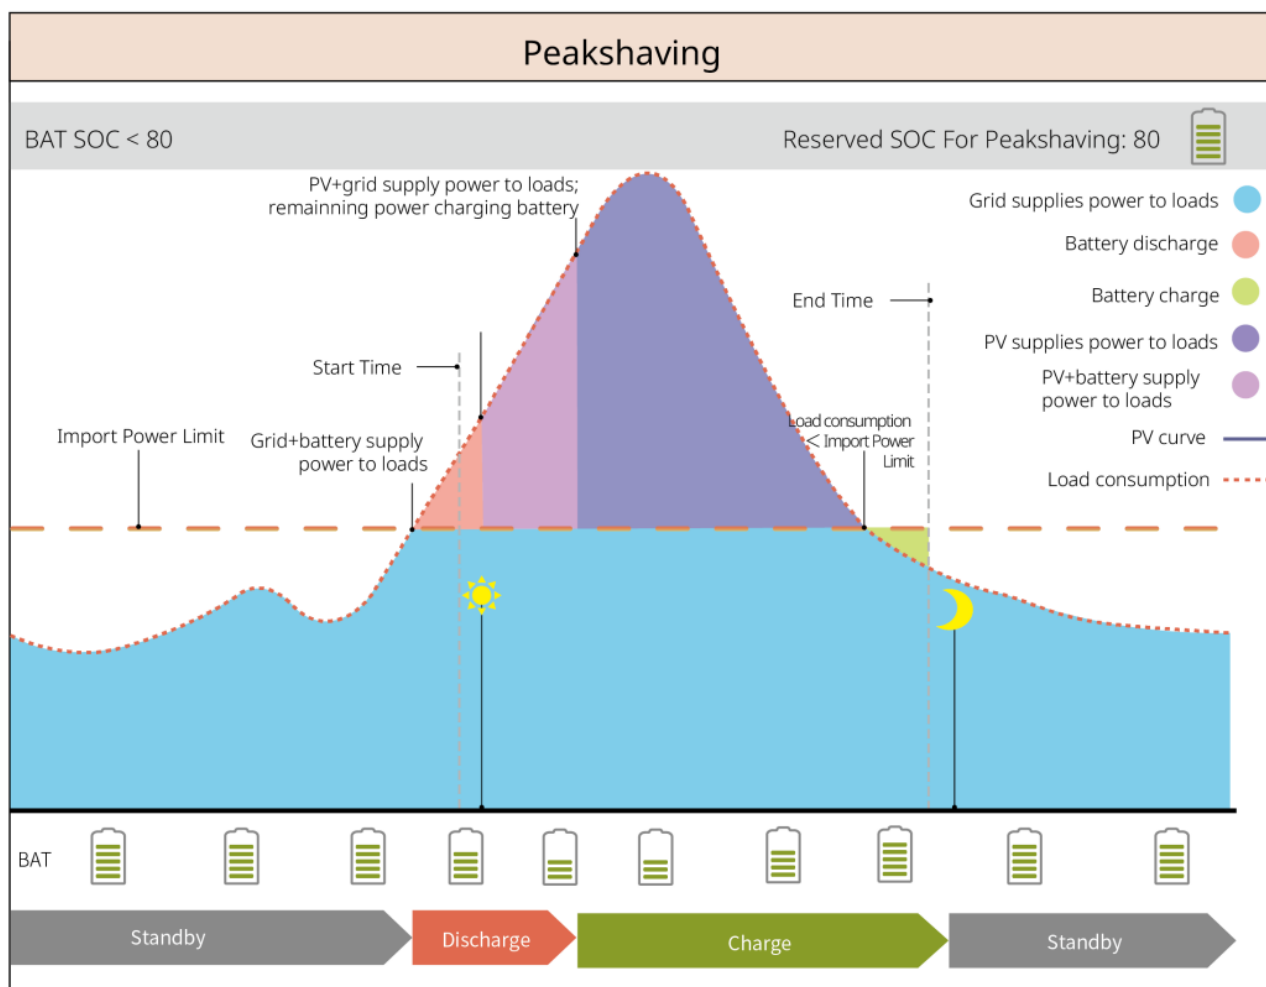 Peakshaving
BAT SOC < 80
Reserved SOC For Peakshaving: 80
PV+grid supply power to loads;
remainning power charging battery
Grid supplies power to loads
Battery discharge
Battery charge
PV supplies power to loads
PV+battery supply
power to loads
PV curve
Load consumption
End Time
Start Time
Import Power Limit
Grid+battery supply
power to loads
Load consumption
< Import Power
Limit
BAT
Standby
Discharge
Charge
Standby